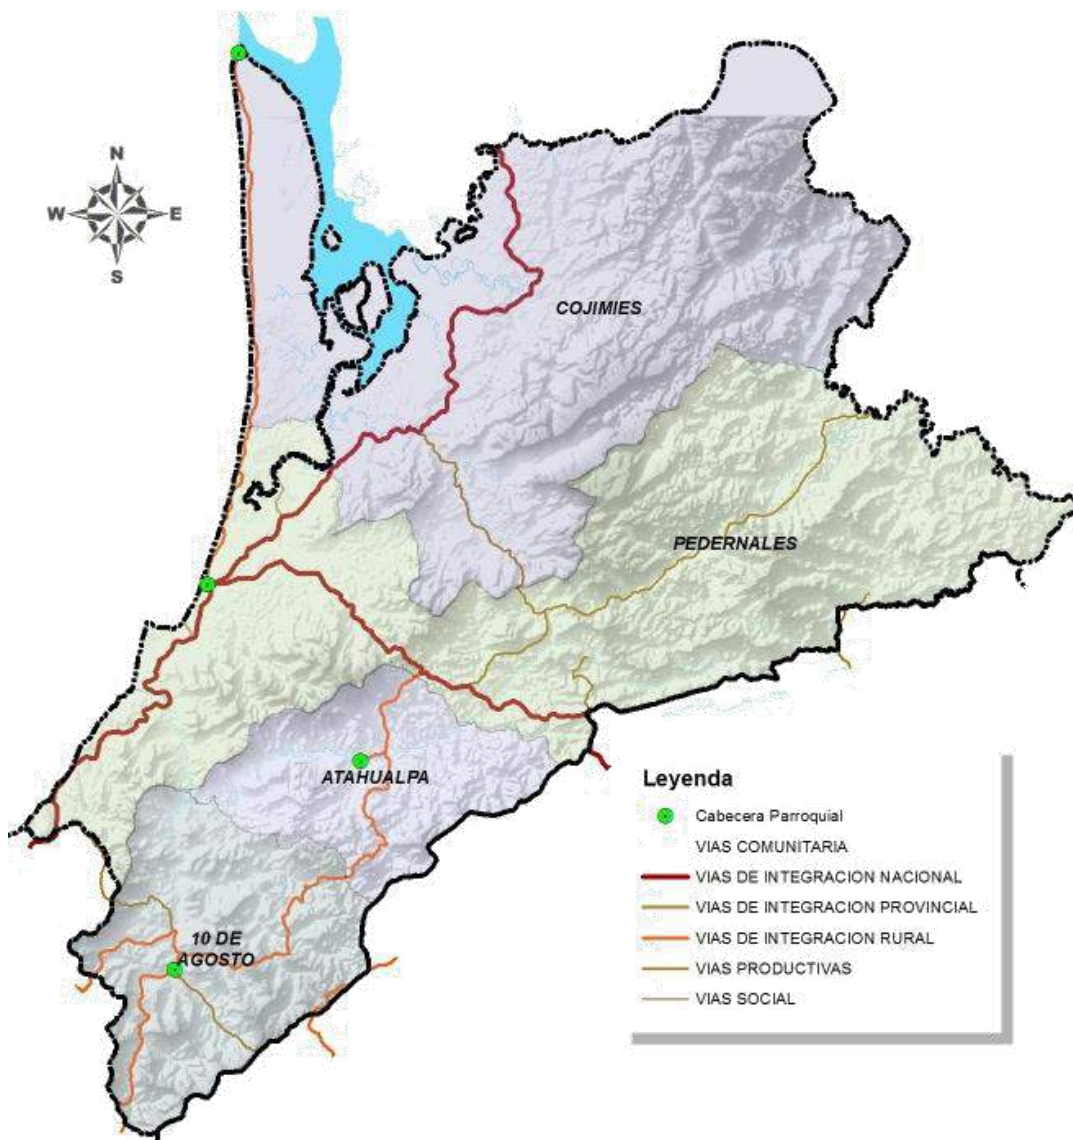 N
W E
S
COJIMIES
PEDERNALES
ATAHUALPA
10 DE
AGOSTO
Leyenda
Cabecera Parroquial
VIAS COMUNITARIA
VIAS DE INTEGRACION NACIONAL
VIAS DE INTEGRACION PROVINCIAL
VIAS DE INTEGRACION RURAL
VIAS PRODUCTIVAS
VIAS SOCIAL